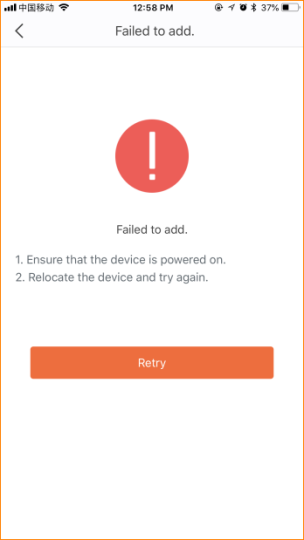 中国移动 12:58 PM 37%
Failed to add.
Failed to add.
1. Ensure that the device is powered on.
2. Relocate the device and try again.
Retry